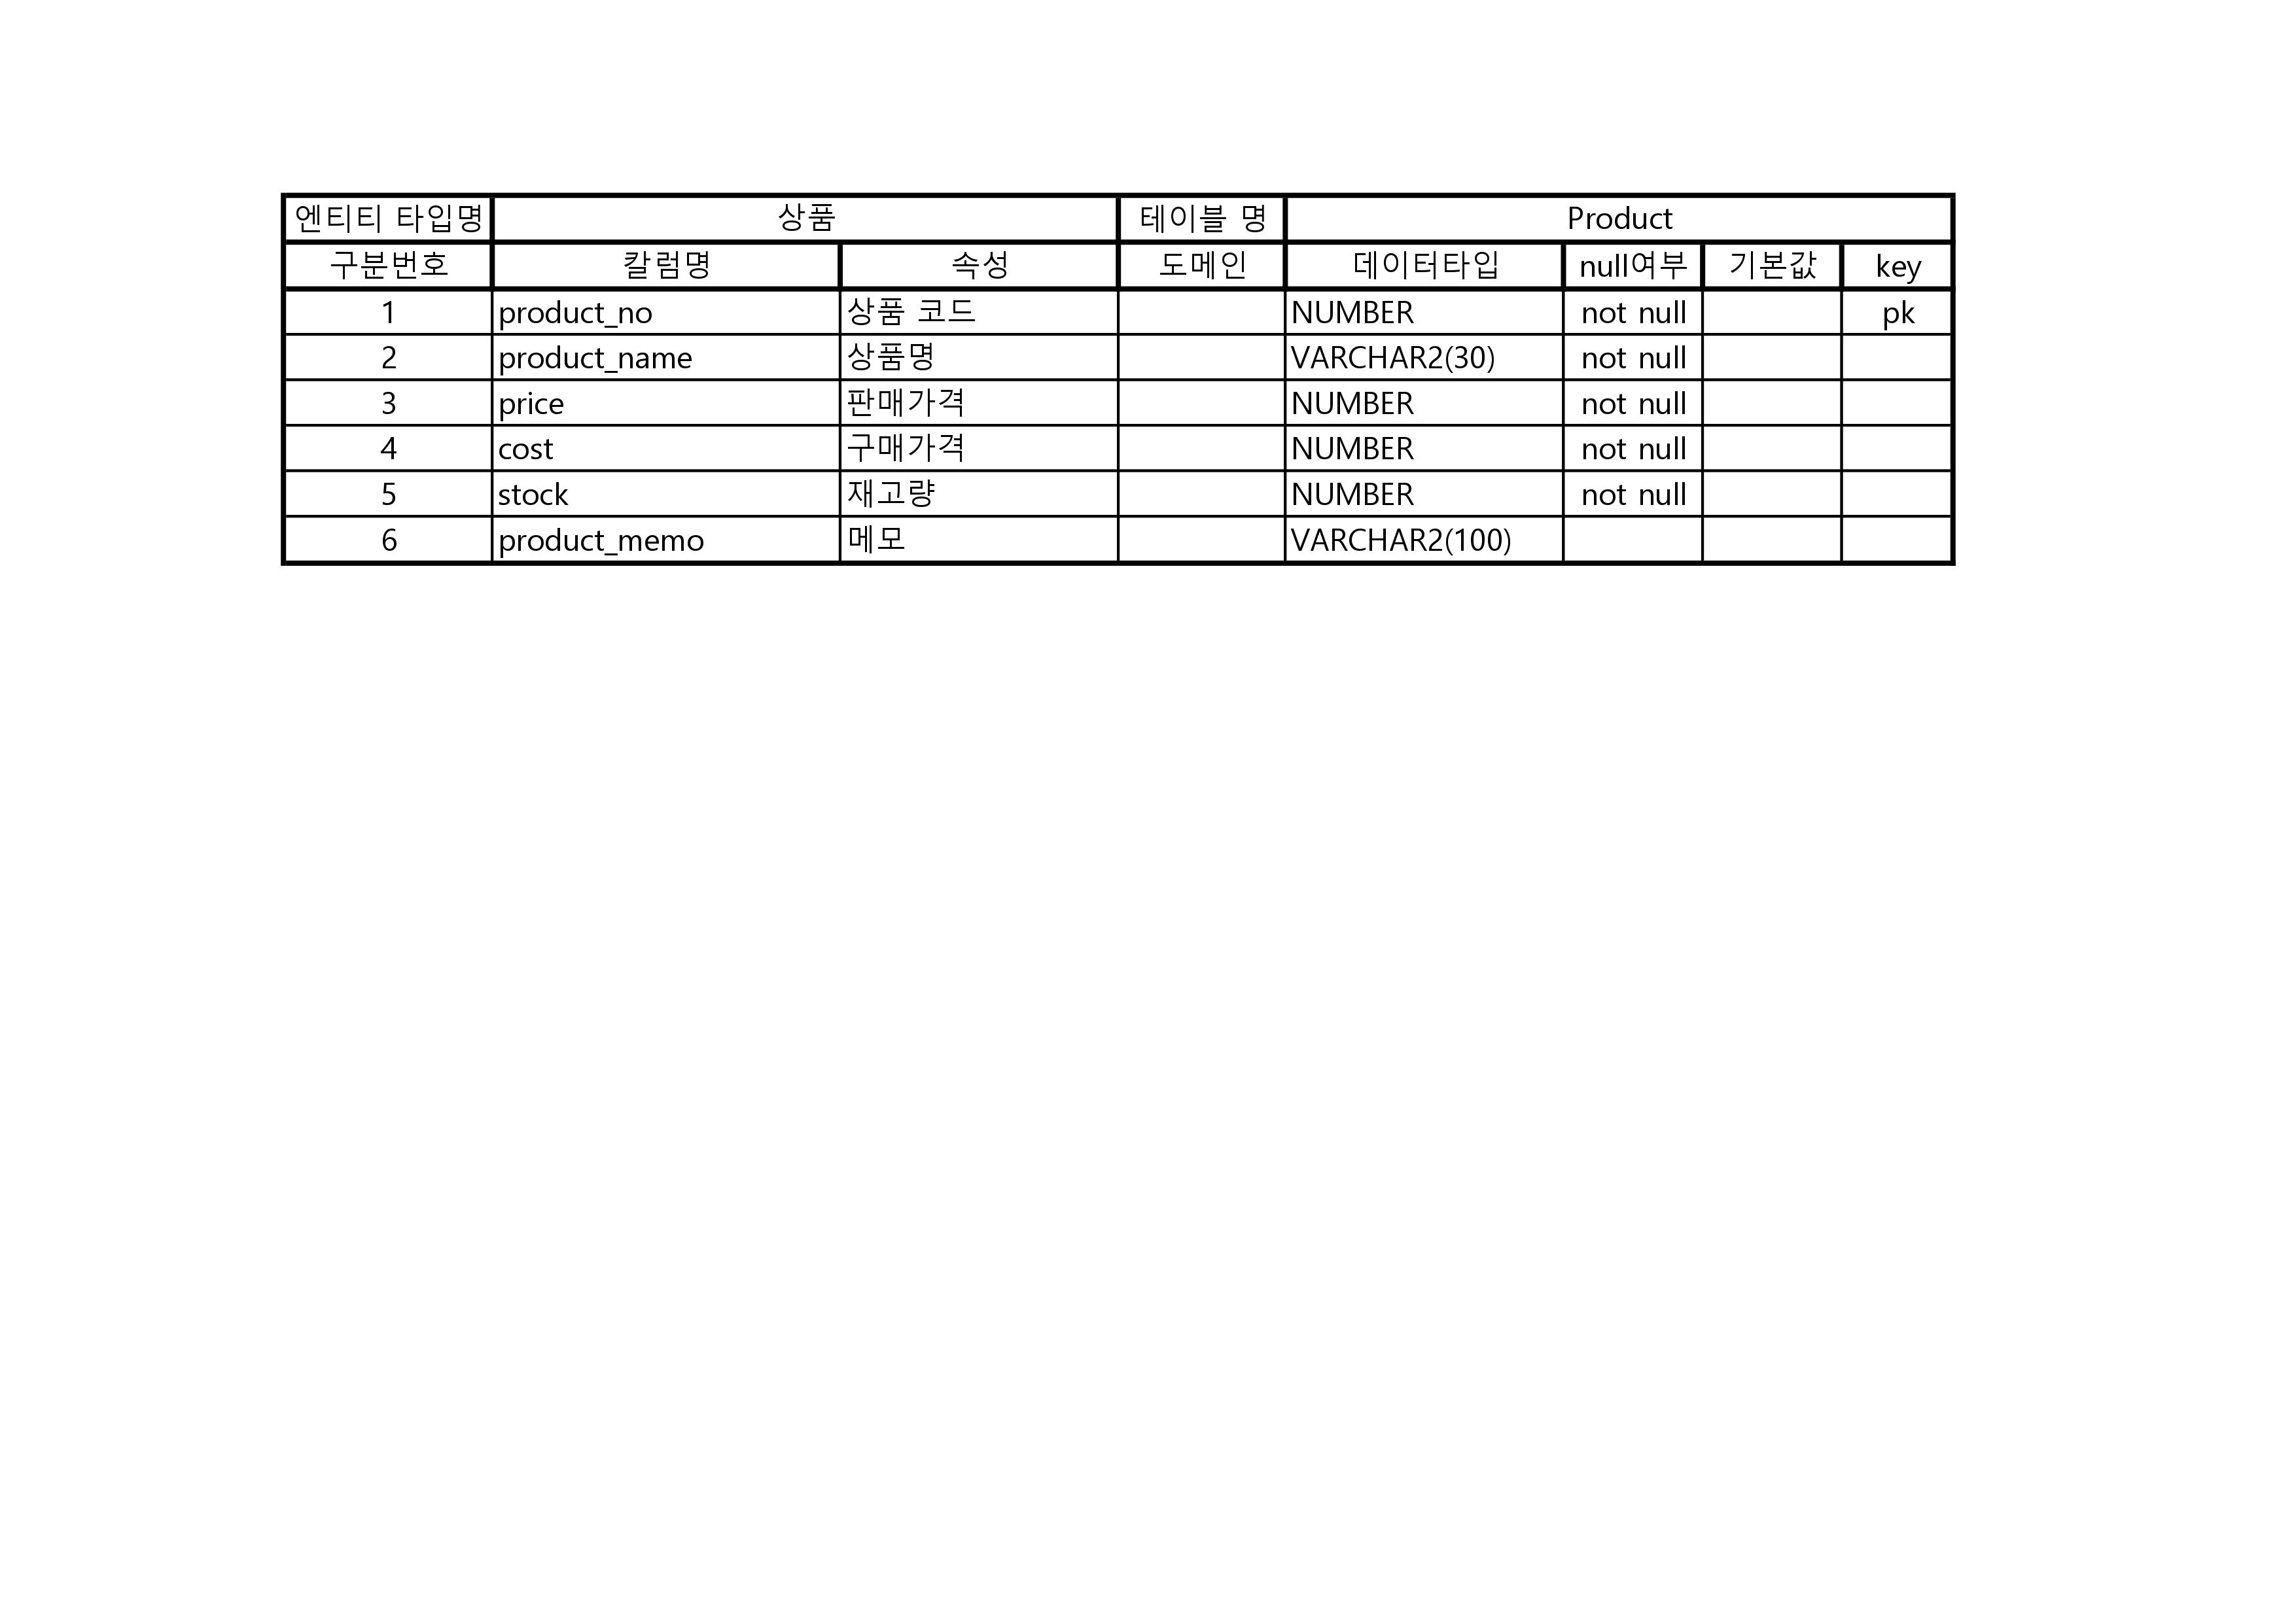 엔티티 타입명 상품 테이블 명 Product
구분번호 칼럼명 속성 도메인 데이터타입 null여부 기본값 key
1 product_no 상품 코드 NUMBER not null pk
2 product_name 상품명 VARCHAR2(30) not null
3 price 판매가격 NUMBER not null
4 cost 구매가격 NUMBER not null
5 stock 재고량 NUMBER not null
6 product_memo 메모 VARCHAR2(100)